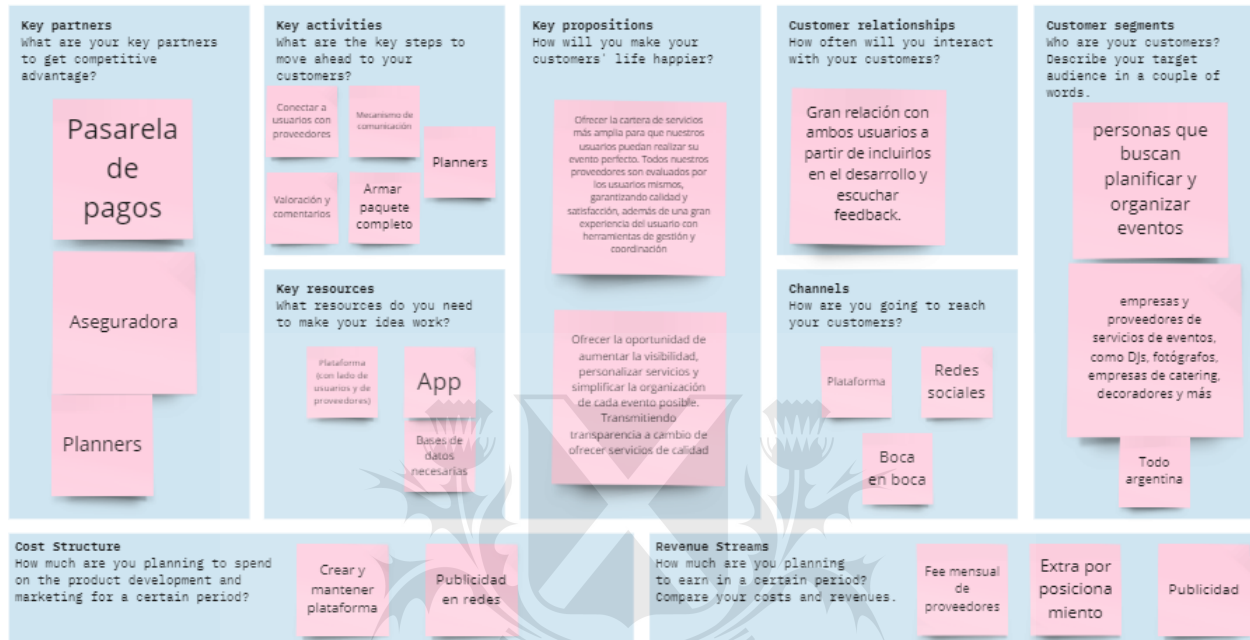 Key partners
What are your key partners
to get competitive
advantage?
Pasarela
de
pagos
Aseguradora
Planners
Key activities
What are the key steps to
move ahead to your
customers?
Conectar a
usuarios con
proveedores
Mecanismo de
comunicación
Planners
Valoración y
comentarios
Armar
paquete
completo
Key resources
What resources do you need
to make your idea work?
Plataforma
(con lado de
usuarios y de
proveedores)
App
Bases de
datos
necesarias
Key propositions
How will you make your
customers' life happier?
Ofrecer la cartera de servicios
más amplia para que nuestros
usuarios puedan realizar su
evento perfecto. Todos nuestros
proveedores son evaluados por
los usuarios mismos,
garantizando calidad y
satisfacción, además de una gran
experiencia del usuario con
herramientas de gestión y
coordinación
Ofrecer la oportunidad de
aumentar la visibilidad,
personalizar servicios y
simplificar la organización
de cada evento posible.
Transmitiendo
transparencia a cambio de
ofrecer servicios de calidad
Customer relationships
How often will you interact
with your customers?
Gran relación con
ambos usuarios a
partir de incluirlos
en el desarrollo y
escuchar
feedback.
Channels
How are you going to reach
your customers?
Plataforma
Redes
sociales
Boca
en boca
Customer segments
Who are your customers?
Describe your target
audience in a couple of
words.
personas que
buscan
planificar y
organizar
eventos
empresas y
proveedores de
servicios de eventos,
como DJs, fotógrafos,
empresas de catering,
decoradores y más
Todo
argentina
Cost Structure
How much are you planning to spend
on the product development and
marketing for a certain period?
Crear y
mantener
plataforma
Publicidad
en redes
Revenue Streams
How much are you planning
to earn in a certain period?
Compare your costs and revenues.
Fee mensual
de
proveedores
Extra por
posiciona
miento
Publicidad